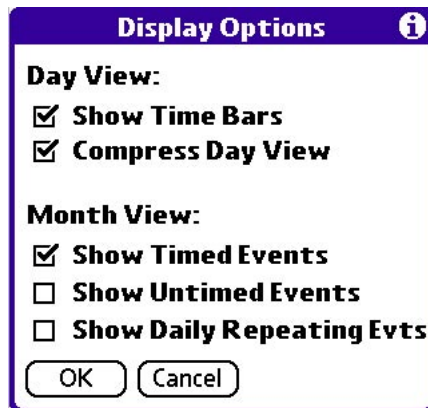 Display Options
Day View:
Show Time Bars
Compress Day View
Month View:
Show Timed Events
Show Untimed Events
Show Daily Repeating Evts
OK Cancel